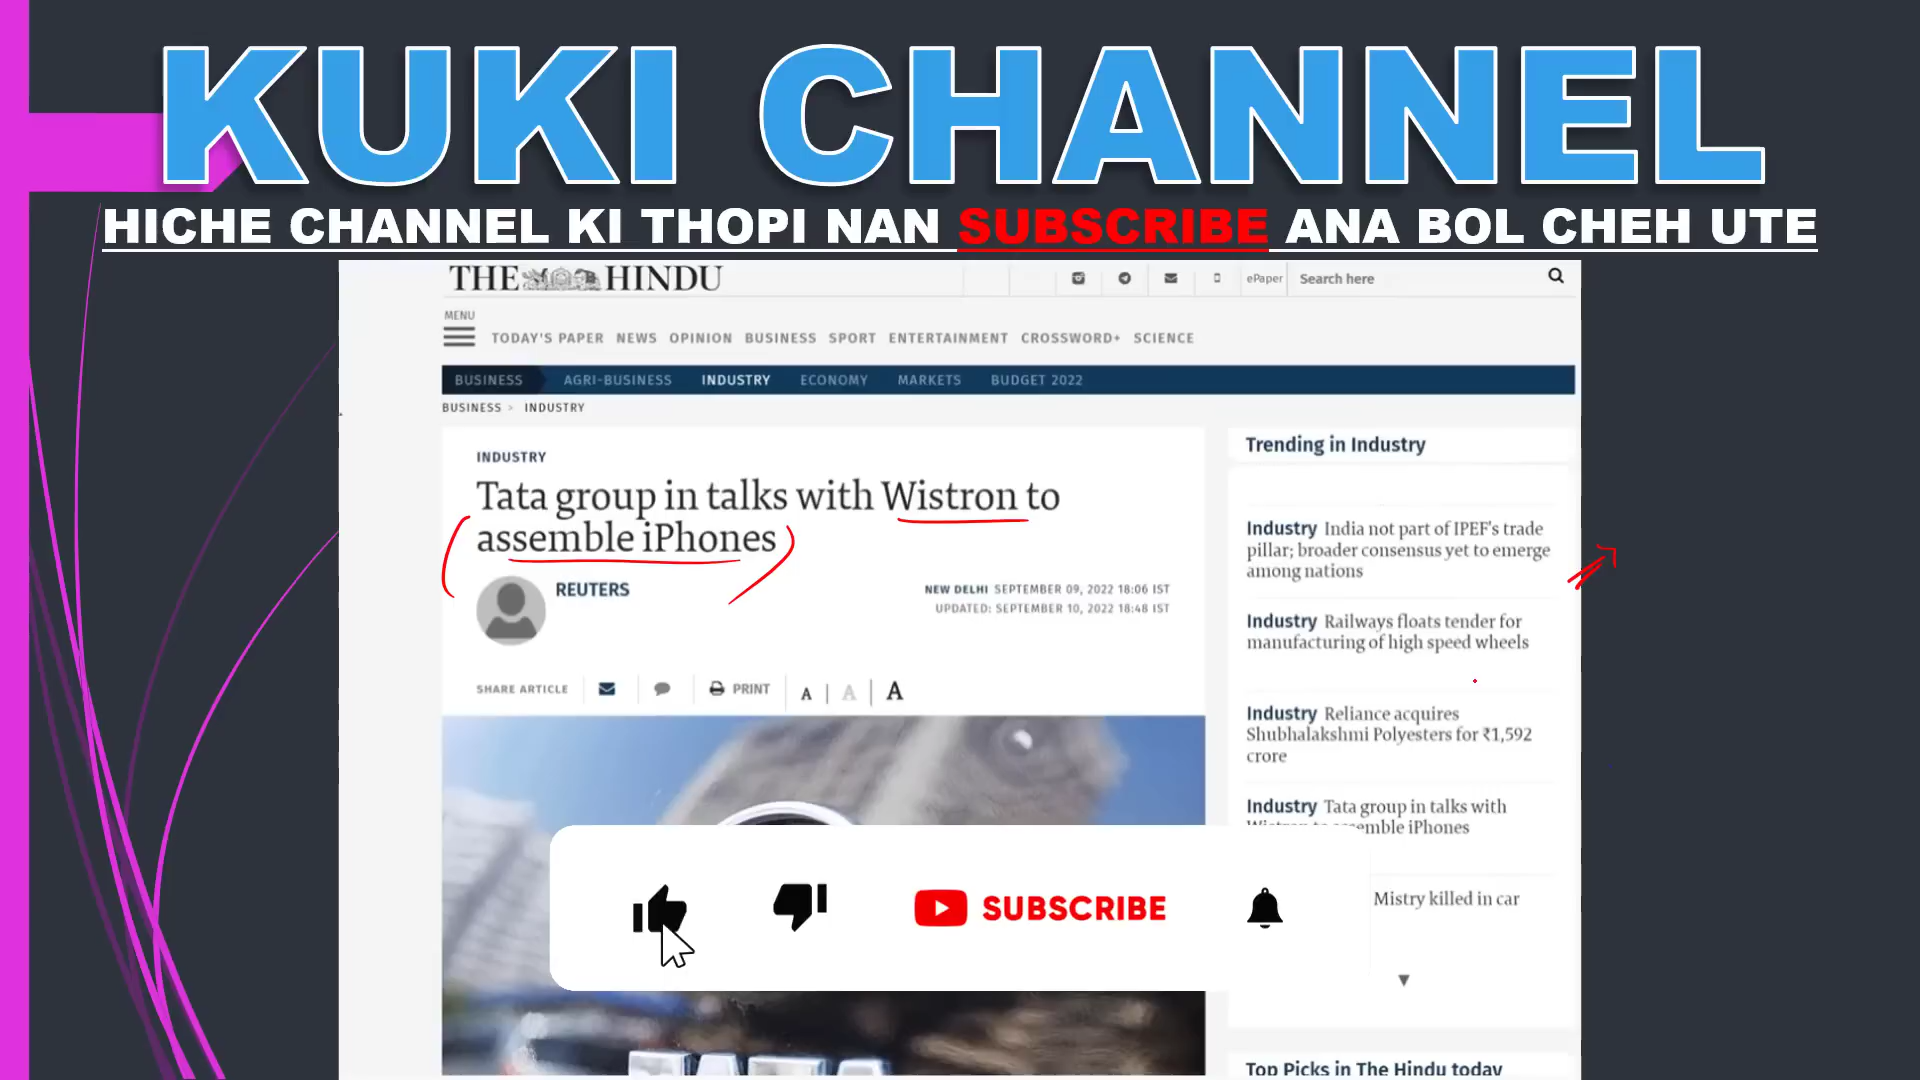 KUKI CHANNEL
HICHE CHANNEL KI THOPI NAN SUBSCRIBE ANA BOL CHEH UTE
THE HINDU
ePaper
Search here
MENU
TODAY'S PAPER NEWS OPINION BUSINESS SPORT ENTERTAINMENT CROSSWORD+ SCIENCE
BUSINESS AGRI-BUSINESS INDUSTRY ECONOMY MARKETS BUDGET 2022
BUSINESS > INDUSTRY
INDUSTRY
Tata group in talks with Wistron to
assemble iPhones
REUTERS
NEW DELHI SEPTEMBER 09, 2022 18:06 IST
UPDATED: SEPTEMBER 10, 2022 18:48 IST
SHARE ARTICLE
PRINT
A | A | A
Trending in Industry
Industry India not part of IPEF's trade
pillar; broader consensus yet to emerge
among nations
Industry Railways floats tender for
manufacturing of high speed wheels
Industry Reliance acquires
Shubhalakshmi Polyesters for ₹1,592
crore
Industry Tata group in talks with
Wistron to assemble iPhones
Mistry killed in car
SUBSCRIBE
Top Picks in The Hindu today